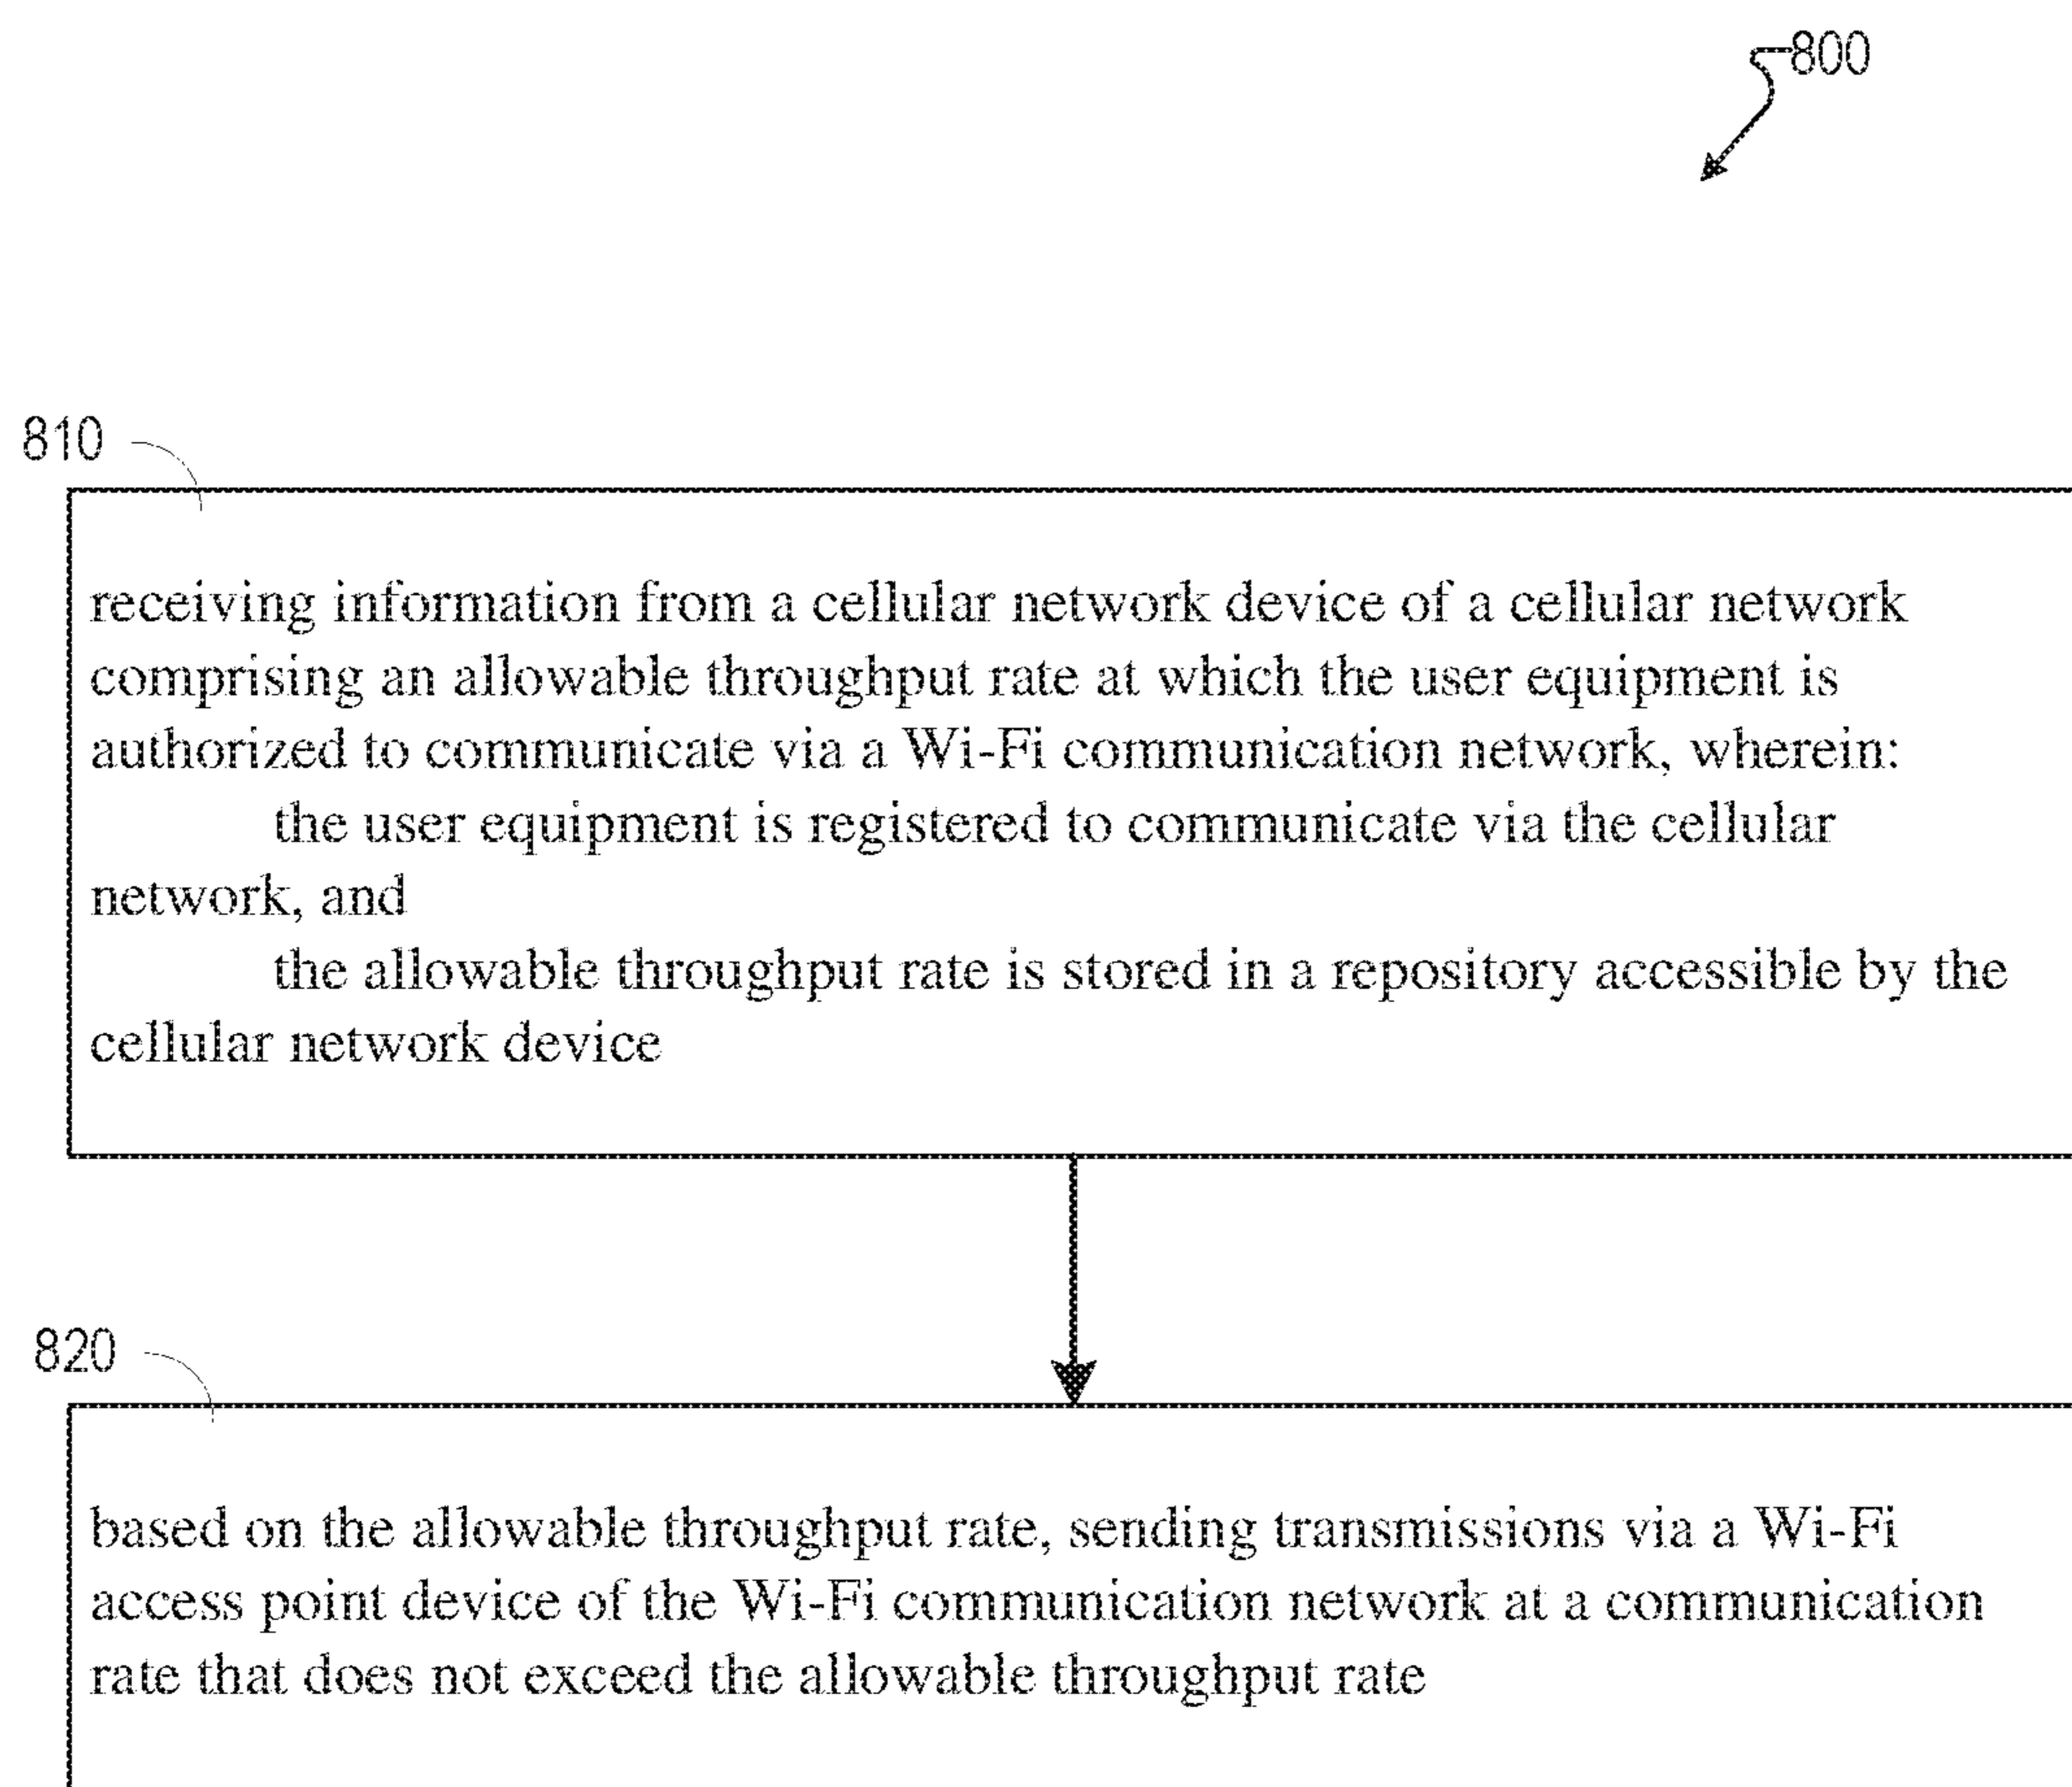 800
810
receiving information from a cellular network device of a cellular network
comprising an allowable throughput rate at which the user equipment is
authorized to communicate via a Wi-Fi communication network, wherein:
the user equipment is registered to communicate via the cellular
network, and
the allowable throughput rate is stored in a repository accessible by the
cellular network device
820
based on the allowable throughput rate, sending transmissions via a Wi-Fi
access point device of the Wi-Fi communication network at a communication
rate that does not exceed the allowable throughput rate